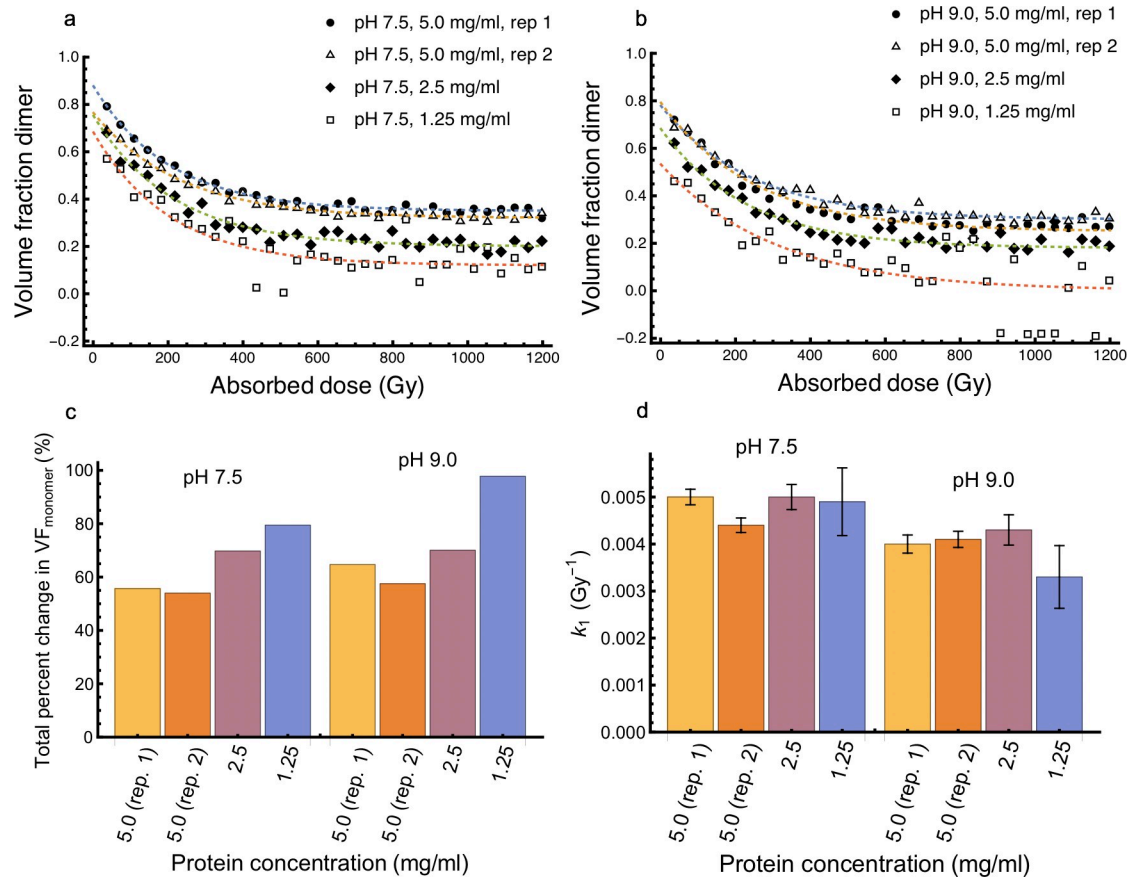 a
pH 7.5, 5.0 mg/ml, rep 1
pH 7.5, 5.0 mg/ml, rep 2
pH 7.5, 2.5 mg/ml
pH 7.5, 1.25 mg/ml
Volume fraction dimer
1.0
0.8
0.6
0.4
0.2
0.0
−0.2
0 200 400 600 800 1000 1200
Absorbed dose (Gy)
b
pH 9.0, 5.0 mg/ml, rep 1
pH 9.0, 5.0 mg/ml, rep 2
pH 9.0, 2.5 mg/ml
pH 9.0, 1.25 mg/ml
Volume fraction dimer
1.0
0.8
0.6
0.4
0.2
0.0
−0.2
0 200 400 600 800 1000 1200
Absorbed dose (Gy)
c
Total percent change in VFmonomer (%)
100
80
60
40
20
0
pH 7.5
pH 9.0
5.0 (rep. 1)
5.0 (rep. 2)
2.5
1.25
5.0 (rep. 1)
5.0 (rep. 2)
2.5
1.25
Protein concentration (mg/ml)
d
k1 (Gy−1)
0.005
0.004
0.003
0.002
0.001
0.000
pH 7.5
pH 9.0
5.0 (rep. 1)
5.0 (rep. 2)
2.5
1.25
5.0 (rep. 1)
5.0 (rep. 2)
2.5
1.25
Protein concentration (mg/ml)